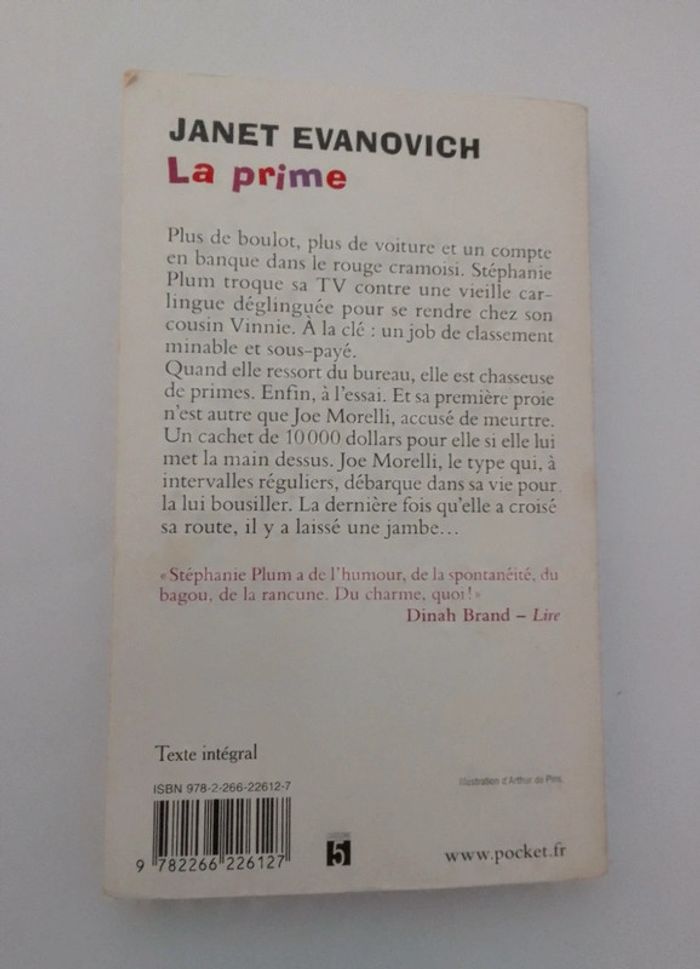 JANET EVANOVICH
La prime
Plus de boulot, plus de voiture et un compte
en banque dans le rouge cramoisi. Stéphanie
Plum troque sa TV contre une vieille car-
lingue déglinguée pour se rendre chez son
cousin Vinnie. À la clé : un job de classement
minable et sous-payé.
Quand elle ressort du bureau, elle est chasseuse
de primes. Enfin, à l'essai. Et sa première proie
n'est autre que Joe Morelli, accusé de meurtre.
Un cachet de 10 000 dollars pour elle si elle lui
met la main dessus. Joe Morelli, le type qui, à
intervalles réguliers, débarque dans sa vie pour
la lui bousiller. La dernière fois qu'elle a croisé
sa route, il y a laissé une jambe…
« Stéphanie Plum a de l'humour, de la spontanéité, du
bagou, de la rancune. Du charme, quoi ! »
Dinah Brand – Lire
Texte intégral
ISBN 978-2-266-22612-7
Illustration d'Arthur de Pins.
9 782266 226127
5
www.pocket.fr